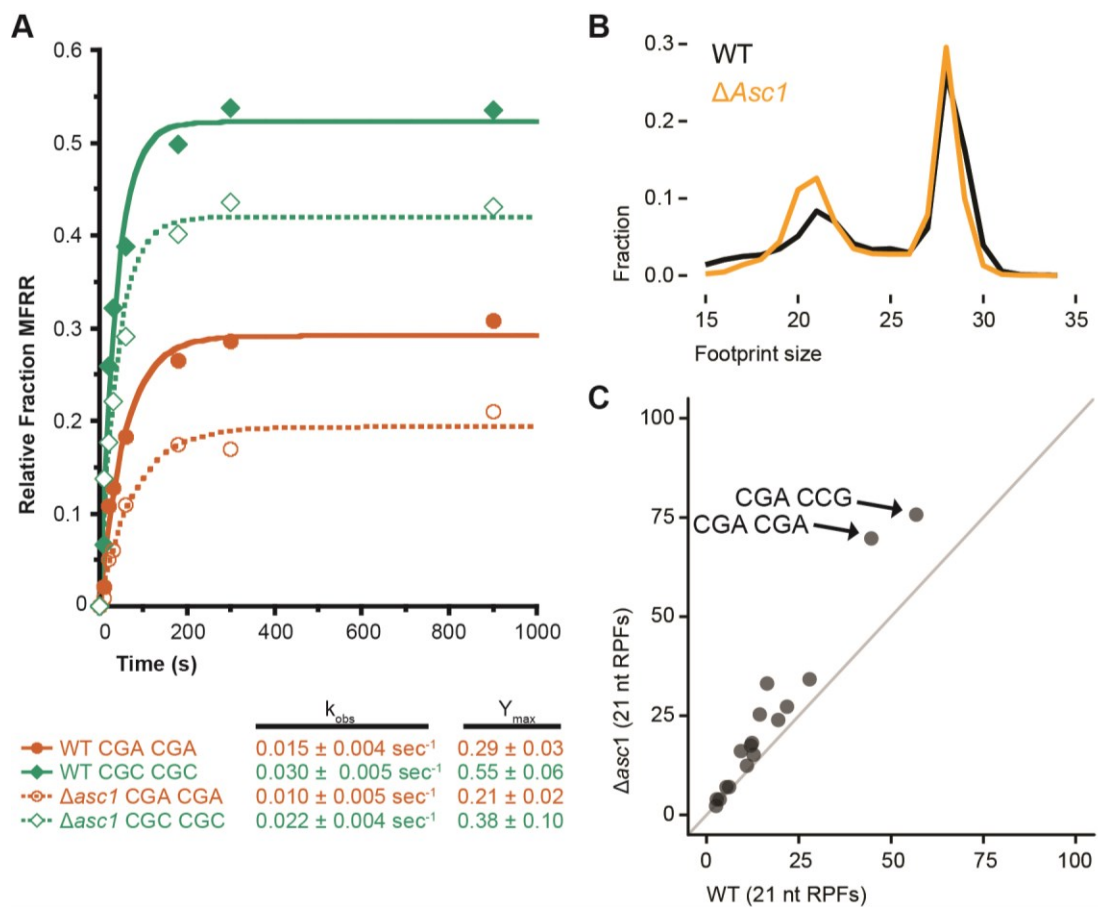 A
0.6
0.5
0.4
0.3
0.2
0.1
0
Relative Fraction MFRR
0 200 400 600 800 1000
Time (s)
k_obs Y_max
WT CGA CGA 0.015 ± 0.004 sec⁻¹ 0.29 ± 0.03
WT CGC CGC 0.030 ± 0.005 sec⁻¹ 0.55 ± 0.06
Δasc1 CGA CGA 0.010 ± 0.005 sec⁻¹ 0.21 ± 0.02
Δasc1 CGC CGC 0.022 ± 0.004 sec⁻¹ 0.38 ± 0.10
B
WT
ΔAsc1
0.3
0.2
0.1
0.0
Fraction
15 20 25 30 35
Footprint size
C
100
75
50
25
0
Δasc1 (21 nt RPFs)
CGA CCG
CGA CGA
0 25 50 75 100
WT (21 nt RPFs)